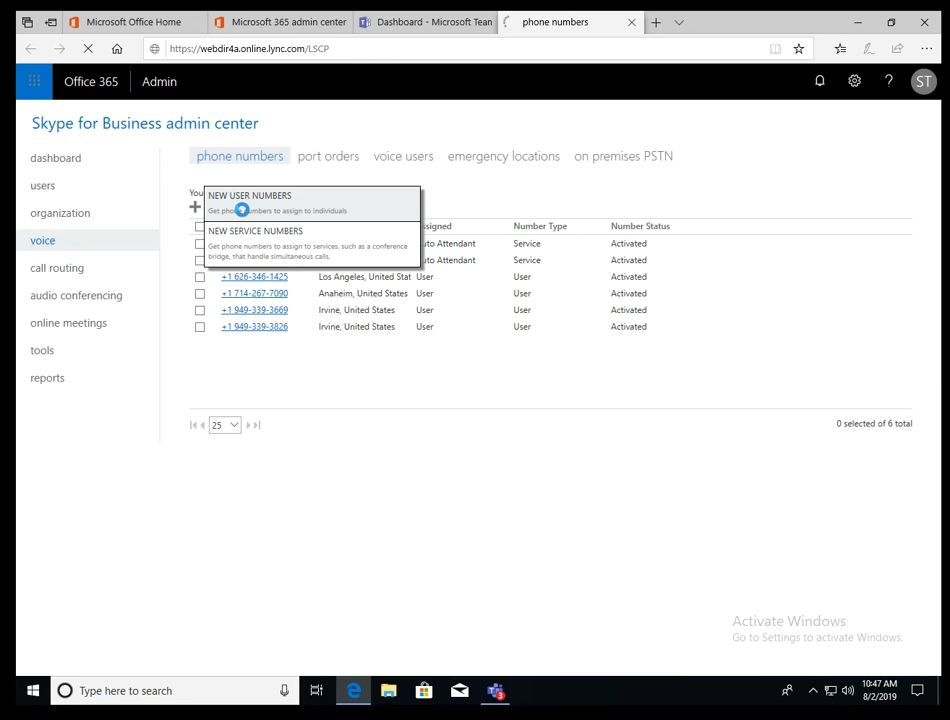 Microsoft Office Home
Microsoft 365 admin center
Dashboard - Microsoft Tean
phone numbers
https://webdir4a.online.lync.com/LSCP
Office 365
Admin
ST
Skype for Business admin center
dashboard
users
organization
voice
call routing
audio conferencing
online meetings
tools
reports
phone numbers
port orders
voice users
emergency locations
on premises PSTN
You
NEW USER NUMBERS
Get phone numbers to assign to individuals
NEW SERVICE NUMBERS
Get phone numbers to assign to services, such as a conference
bridge, that handle simultaneous calls.
ssigned Number Type Number Status
uto Attendant Service Activated
uto Attendant Service Activated
+1 626-346-1425 Los Angeles, United Stat User User Activated
+1 714-267-7090 Anaheim, United States User User Activated
+1 949-339-3669 Irvine, United States User User Activated
+1 949-339-3826 Irvine, United States User User Activated
25
0 selected of 6 total
Activate Windows
Go to Settings to activate Windows.
Type here to search
3
10:47 AM
8/2/2019